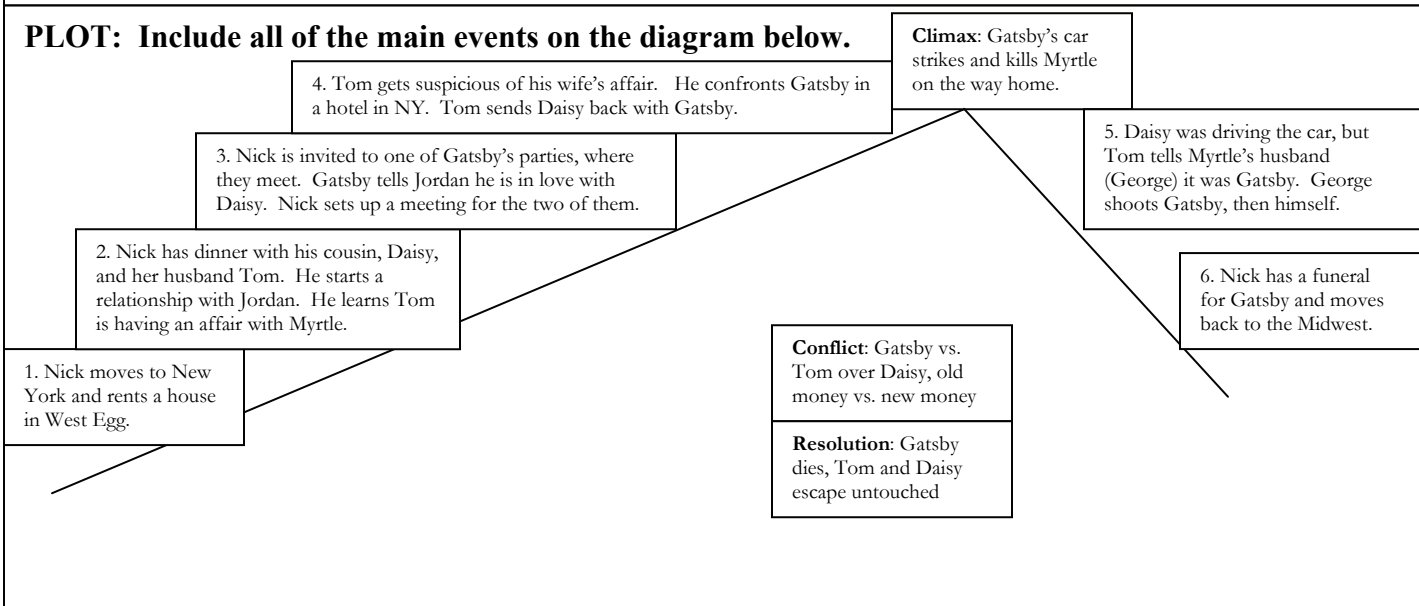 PLOT: Include all of the main events on the diagram below.
1. Nick moves to New
York and rents a house
in West Egg.
2. Nick has dinner with his cousin, Daisy,
and her husband Tom. He starts a
relationship with Jordan. He learns Tom
is having an affair with Myrtle.
3. Nick is invited to one of Gatsby's parties, where
they meet. Gatsby tells Jordan he is in love with
Daisy. Nick sets up a meeting for the two of them.
4. Tom gets suspicious of his wife's affair. He confronts Gatsby in
a hotel in NY. Tom sends Daisy back with Gatsby.
Climax: Gatsby's car
strikes and kills Myrtle
on the way home.
5. Daisy was driving the car, but
Tom tells Myrtle's husband
(George) it was Gatsby. George
shoots Gatsby, then himself.
6. Nick has a funeral
for Gatsby and moves
back to the Midwest.
Conflict: Gatsby vs.
Tom over Daisy, old
money vs. new money
Resolution: Gatsby
dies, Tom and Daisy
escape untouched